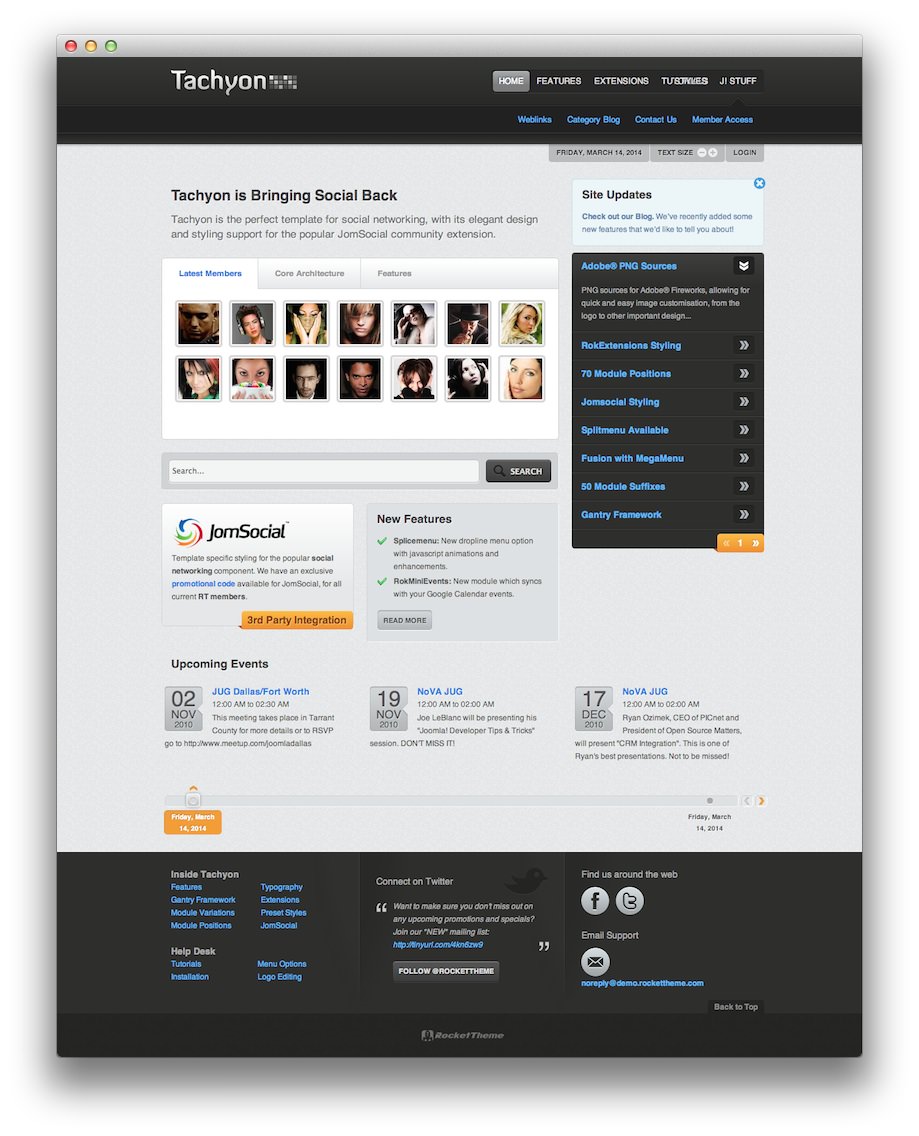 Tachyon
HOME FEATURES EXTENSIONS TUTORIALS J! STUFF
Weblinks Category Blog Contact Us Member Access
FRIDAY, MARCH 14, 2014 TEXT SIZE LOGIN
Tachyon is Bringing Social Back
Tachyon is the perfect template for social networking, with its elegant design
and styling support for the popular JomSocial community extension.
Latest Members Core Architecture Features
Search...
SEARCH
Site Updates
Check out our Blog. We've recently added some
new features that we'd like to tell you about!
Adobe® PNG Sources
PNG sources for Adobe® Fireworks, allowing for
quick and easy image customisation, from the
logo to other important design...
RokExtensions Styling
70 Module Positions
Jomsocial Styling
Splitmenu Available
Fusion with MegaMenu
50 Module Suffixes
Gantry Framework
« 1 »
JomSocial™
Template specific styling for the popular social
networking component. We have an exclusive
promotional code available for JomSocial, for all
current RT members.
3rd Party Integration
New Features
Splicemenu: New dropline menu option
with javascript animations and
enhancements.
RokMiniEvents: New module which syncs
with your Google Calendar events.
READ MORE
Upcoming Events
02
NOV
2010
JUG Dallas/Fort Worth
12:00 AM to 02:30 AM
This meeting takes place in Tarrant
County for more details or to RSVP
go to http://www.meetup.com/joomladallas
19
NOV
2010
NoVA JUG
12:00 AM to 02:00 AM
Joe LeBlanc will be presenting his
"Joomla! Developer Tips & Tricks"
session. DON'T MISS IT!
17
DEC
2010
NoVA JUG
12:00 AM to 02:00 AM
Ryan Ozimek, CEO of PICnet and
President of Open Source Matters,
will present "CRM Integration". This is one of
Ryan's best presentations. Not to be missed!
Friday, March
14, 2014
Friday, March
14, 2014
Inside Tachyon
Features Typography
Gantry Framework Extensions
Module Variations Preset Styles
Module Positions JomSocial
Help Desk
Tutorials Menu Options
Installation Logo Editing
Connect on Twitter
“ Want to make sure you don't miss out on
any upcoming promotions and specials?
Join our "NEW" mailing list:
http://tinyurl.com/4kn6zw9 ”
FOLLOW @ROCKETTHEME
Find us around the web
Email Support
noreply@demo.rockettheme.com
Back to Top
RocketTheme